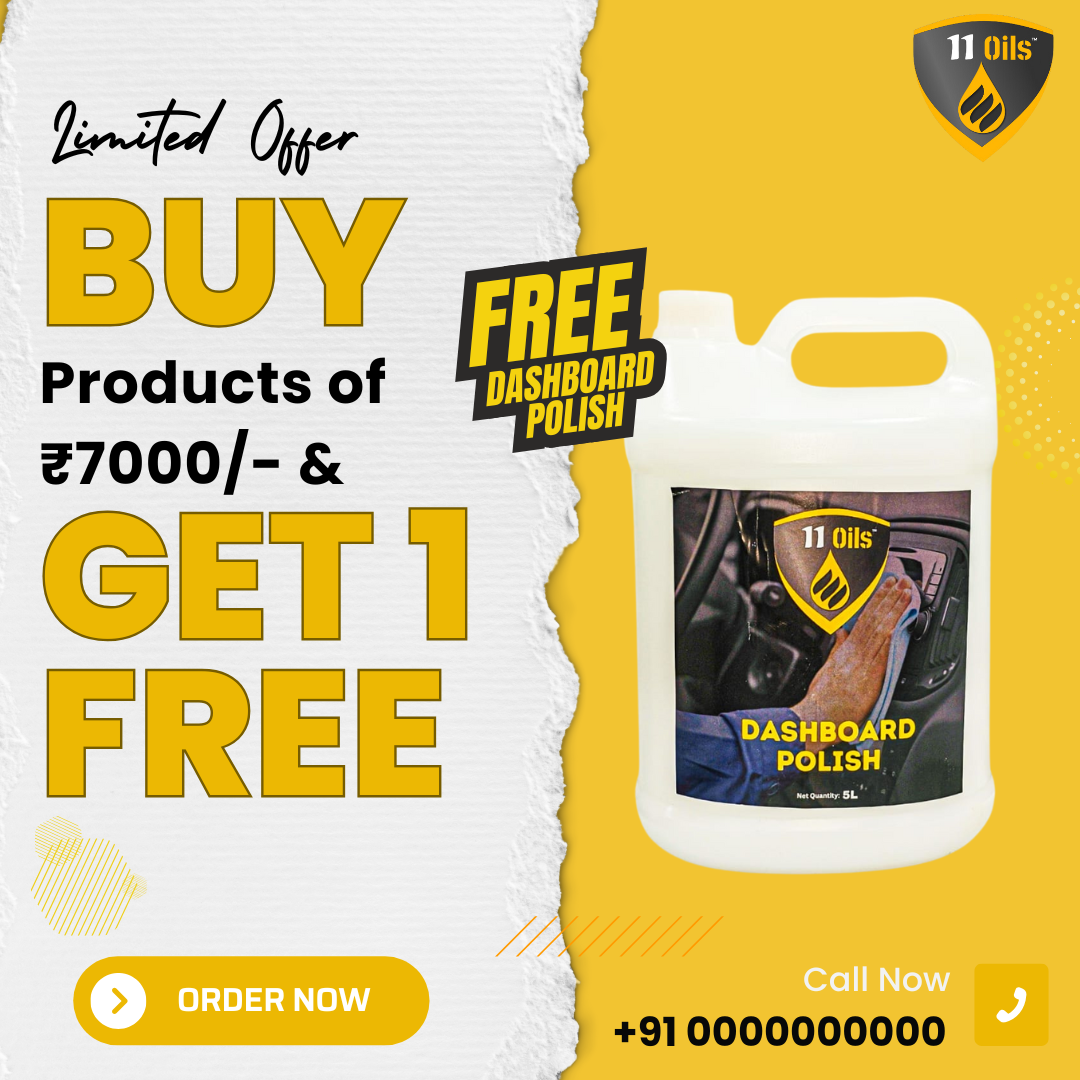 11 Oils™
Limited Offer
BUY
Products of
₹7000/- &
GET 1
FREE
FREE
DASHBOARD
POLISH
11 Oils™
DASHBOARD
POLISH
Net Quantity: 5L
ORDER NOW
Call Now
+91 0000000000